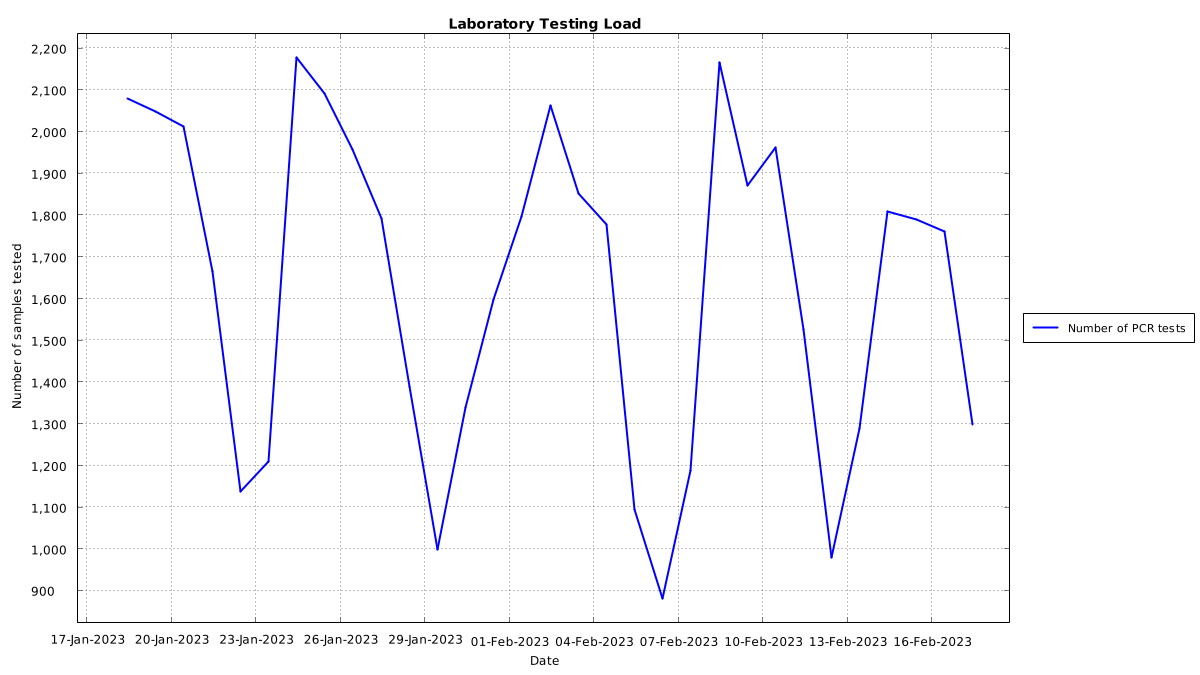 Laboratory Testing Load
2,200
2,100
2,000
1,900
1,800
1,700
1,600
1,500
1,400
1,300
1,200
1,100
1,000
900
Number of samples tested
17-Jan-2023 20-Jan-2023 23-Jan-2023 26-Jan-2023 29-Jan-2023 01-Feb-2023 04-Feb-2023 07-Feb-2023 10-Feb-2023 13-Feb-2023 16-Feb-2023
Date
Number of PCR tests